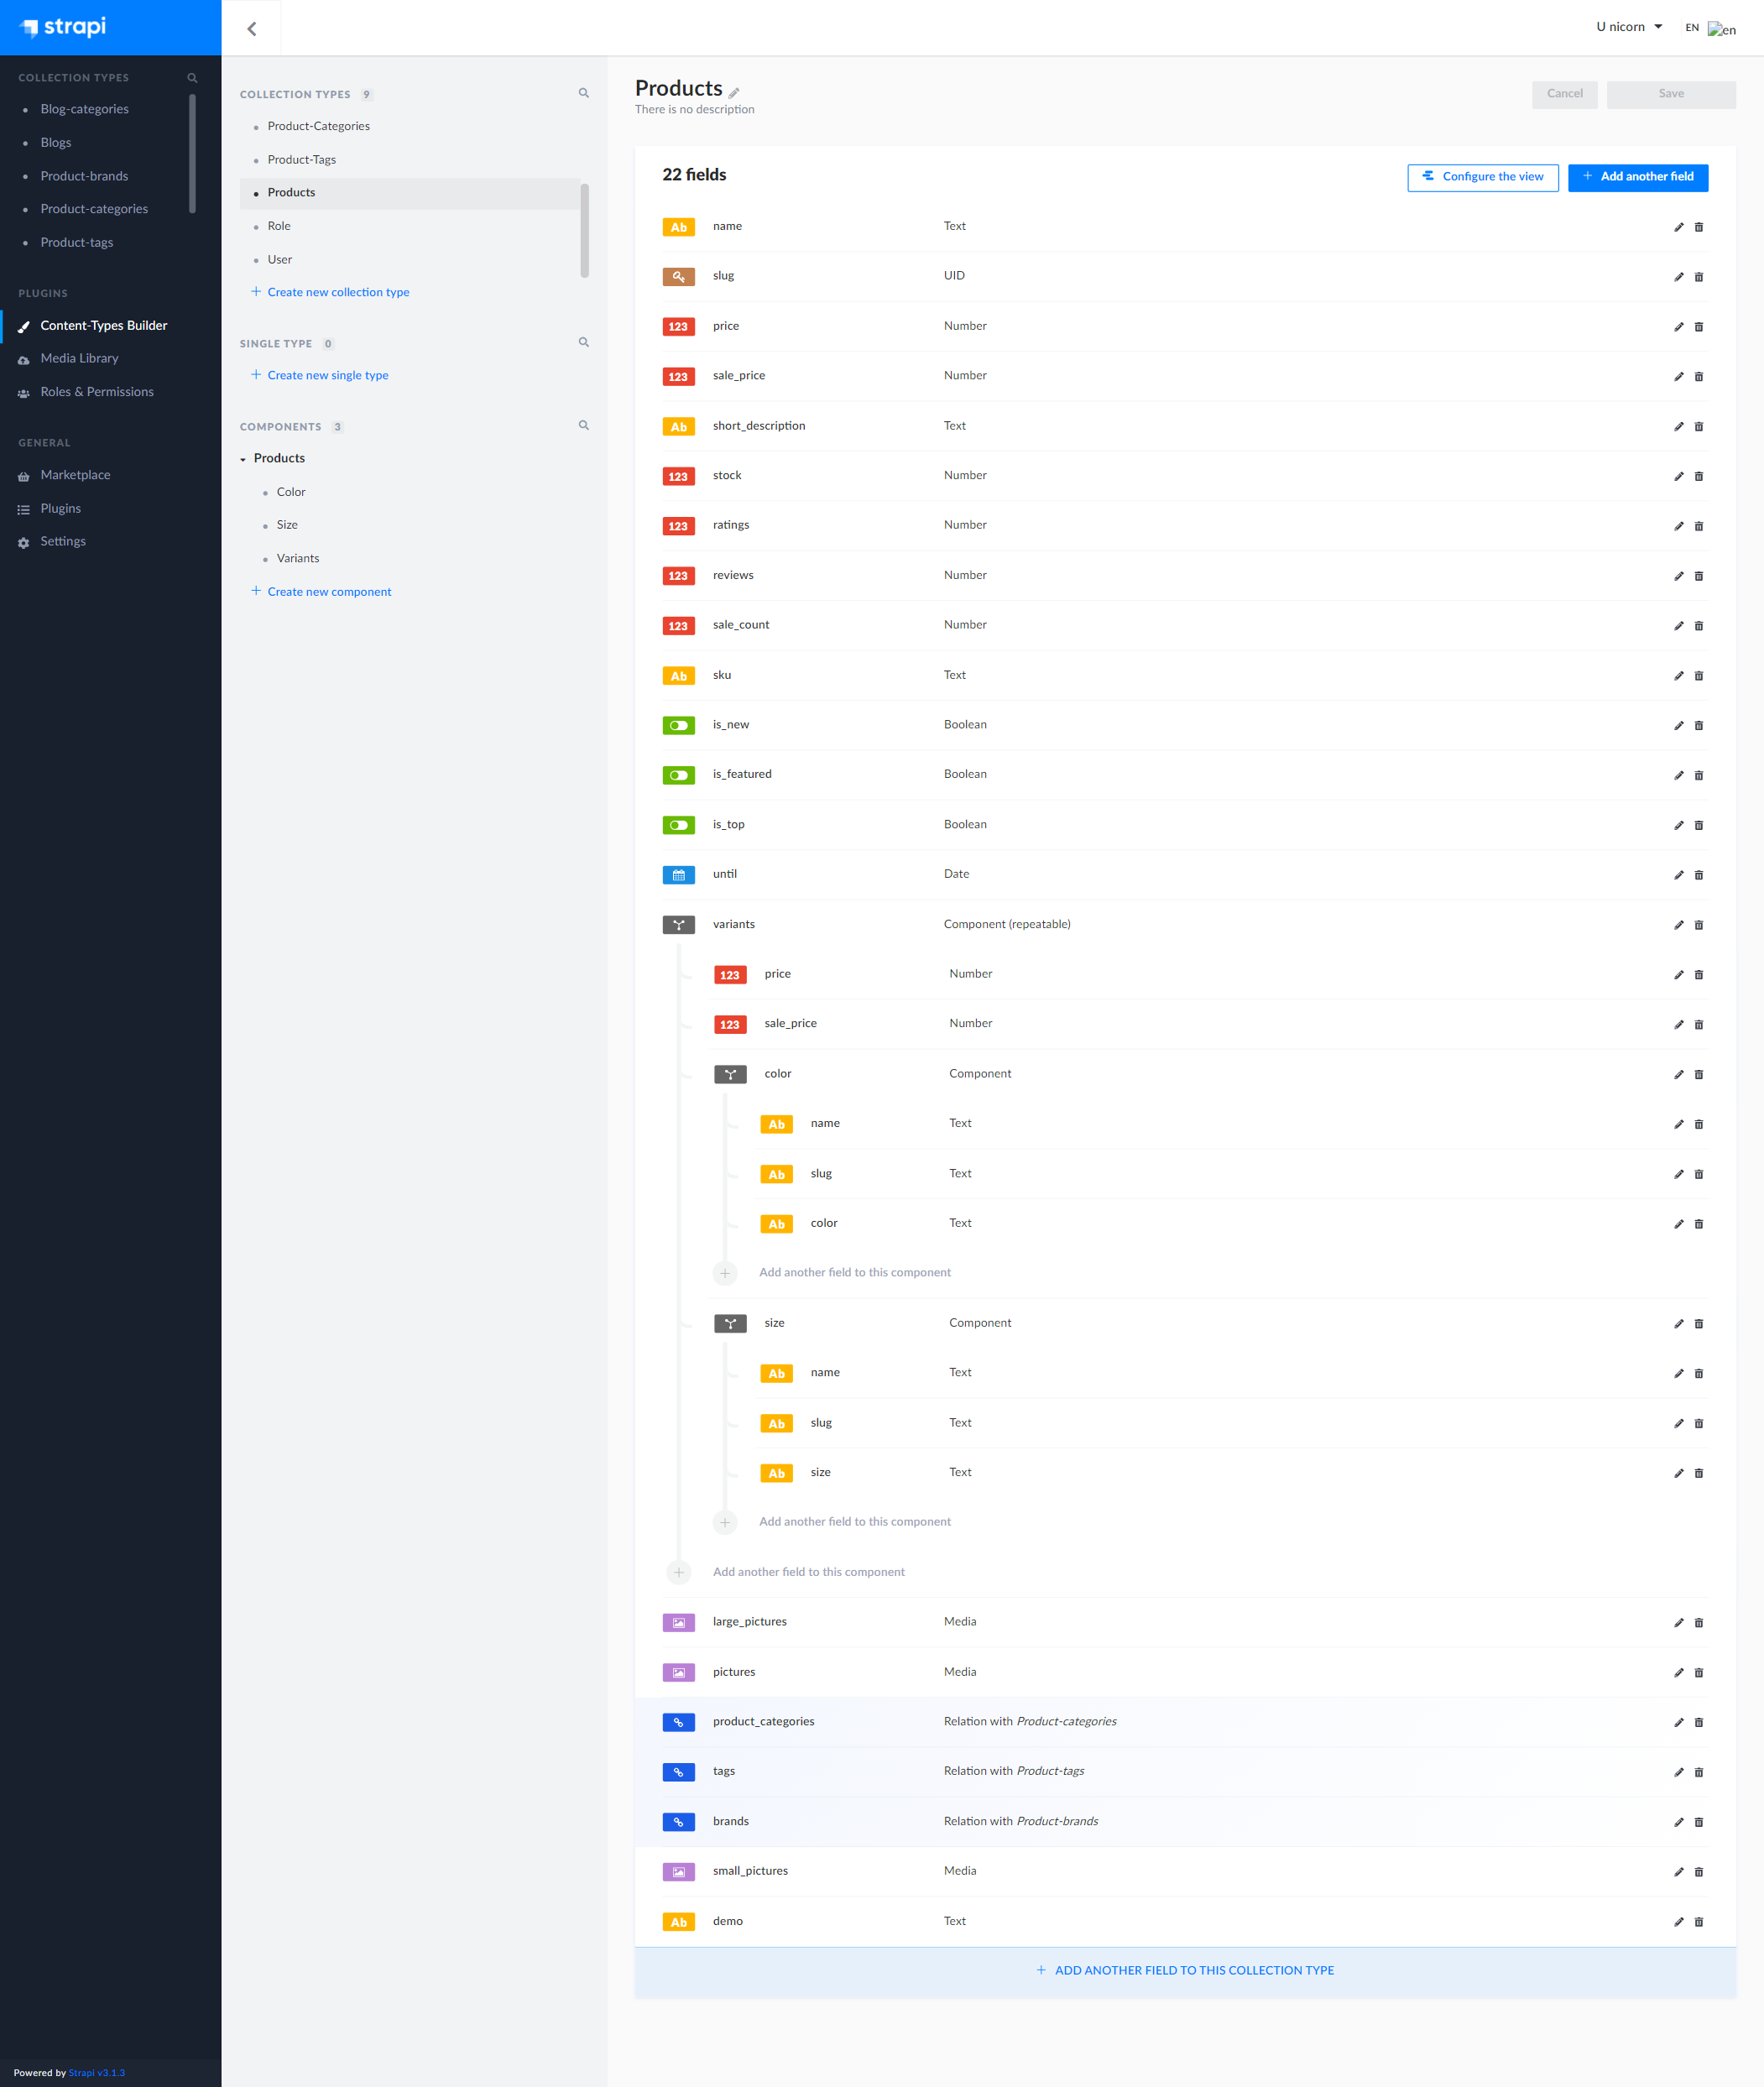 strapi
U nicorn
EN
en
COLLECTION TYPES
Blog-categories
Blogs
Product-brands
Product-categories
Product-tags
PLUGINS
Content-Types Builder
Media Library
Roles & Permissions
GENERAL
Marketplace
Plugins
Settings
Powered by Strapi v3.1.3
COLLECTION TYPES 9
Product-Categories
Product-Tags
Products
Role
User
Create new collection type
SINGLE TYPE 0
Create new single type
COMPONENTS 3
Products
Color
Size
Variants
Create new component
Products
There is no description
Cancel
Save
22 fields
Configure the view
Add another field
Ab name Text
slug UID
123 price Number
123 sale_price Number
Ab short_description Text
123 stock Number
123 ratings Number
123 reviews Number
123 sale_count Number
Ab sku Text
is_new Boolean
is_featured Boolean
is_top Boolean
until Date
variants Component (repeatable)
123 price Number
123 sale_price Number
color Component
Ab name Text
Ab slug Text
Ab color Text
Add another field to this component
size Component
Ab name Text
Ab slug Text
Ab size Text
Add another field to this component
Add another field to this component
large_pictures Media
pictures Media
product_categories Relation with Product-categories
tags Relation with Product-tags
brands Relation with Product-brands
small_pictures Media
Ab demo Text
ADD ANOTHER FIELD TO THIS COLLECTION TYPE